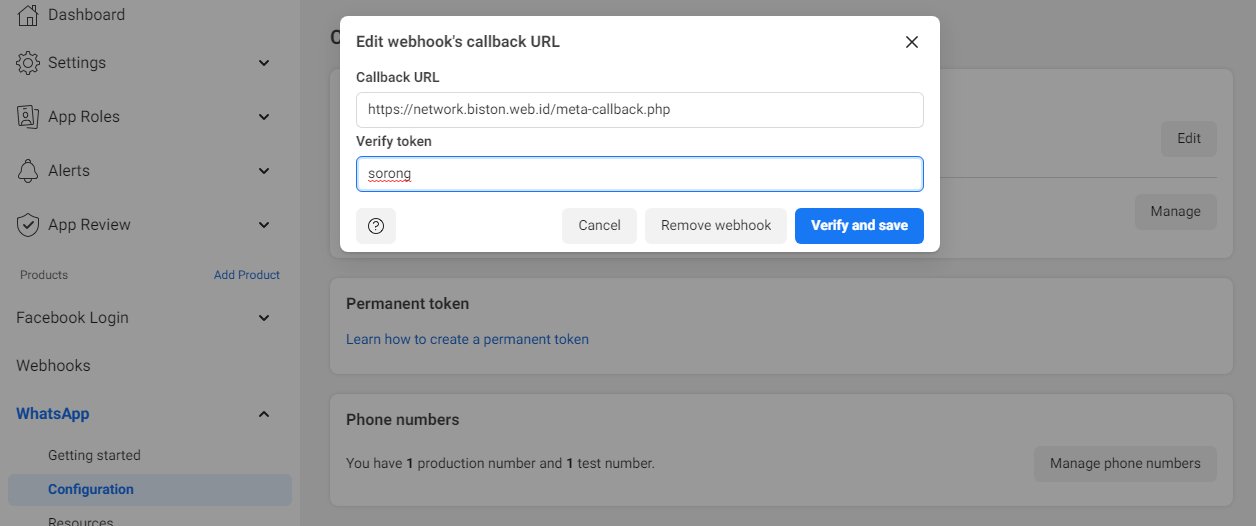 Dashboard
Settings
App Roles
Alerts
App Review
Products Add Product
Facebook Login
Webhooks
WhatsApp
Getting started
Configuration
Resources
C
Edit webhook's callback URL
Callback URL
https://network.biston.web.id/meta-callback.php
Verify token
sorong
Cancel Remove webhook Verify and save
Edit
Manage
Permanent token
Learn how to create a permanent token
Phone numbers
You have 1 production number and 1 test number.
Manage phone numbers